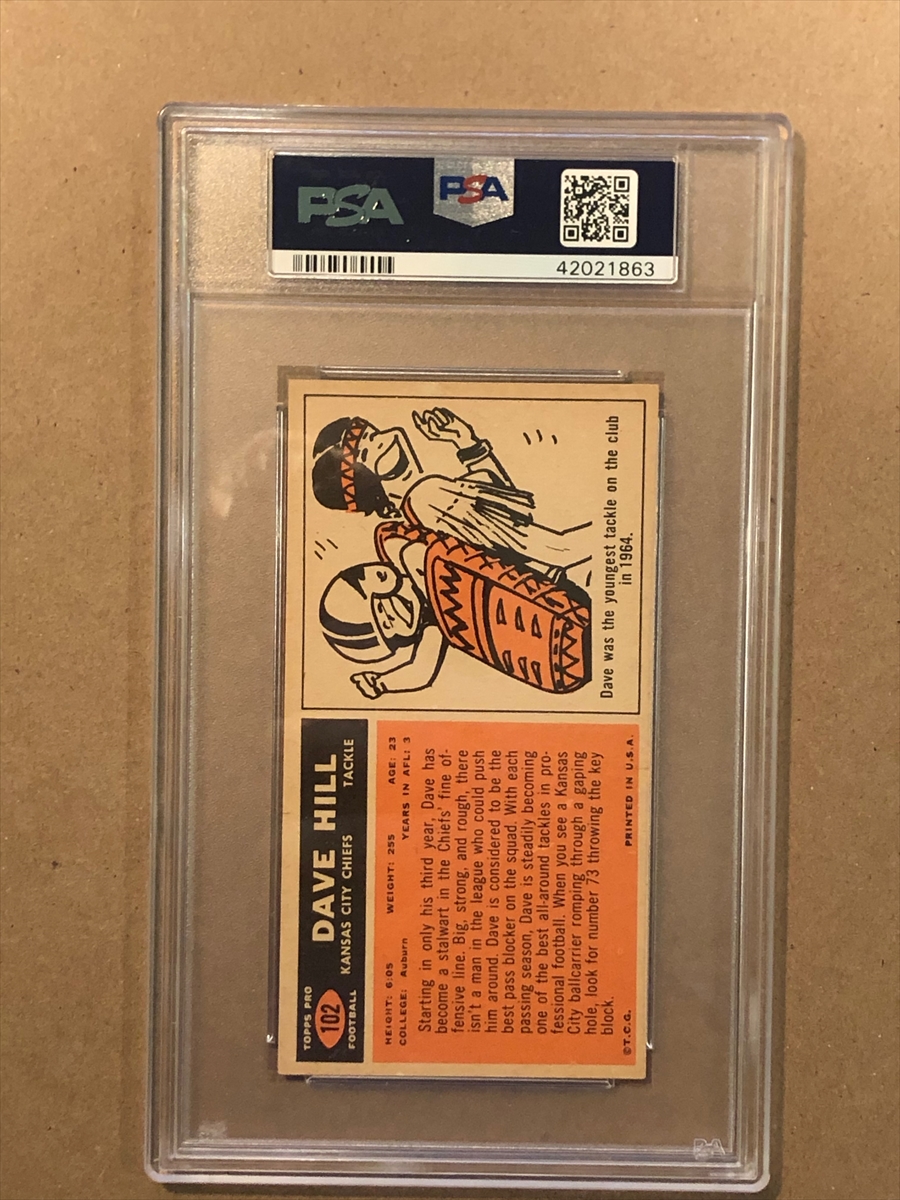 PSA
PSA
42021863
TOPPS PRO
102
FOOTBALL
DAVE HILL
KANSAS CITY CHIEFS TACKLE
HEIGHT: 6:05 WEIGHT: 255 AGE: 23
COLLEGE: Auburn YEARS IN AFL: 3
Starting in only his third year, Dave has
become a stalwart in the Chiefs' fine of-
fensive line. Big, strong, and rough, there
isn't a man in the league who could push
him around. Dave is considered to be the
best pass blocker on the squad. With each
passing season, Dave is steadily becoming
one of the best all-around tackles in pro-
fessional football. When you see a Kansas
City ballcarrrier romping through a gaping
hole, look for number 73 throwing the key
block.
©T.C.G. PRINTED IN U.S.A.
Dave was the youngest tackle on the club
in 1964.
PSA